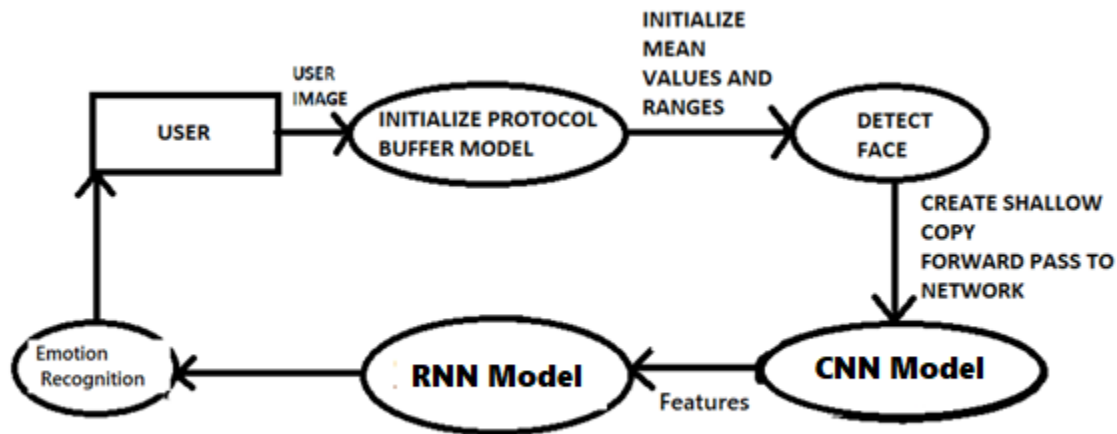 USER
USER
IMAGE
INITIALIZE PROTOCOL
BUFFER MODEL
INITIALIZE
MEAN
VALUES AND
RANGES
DETECT
FACE
CREATE SHALLOW
COPY
FORWARD PASS TO
NETWORK
CNN Model
Features
RNN Model
Emotion
Recognition